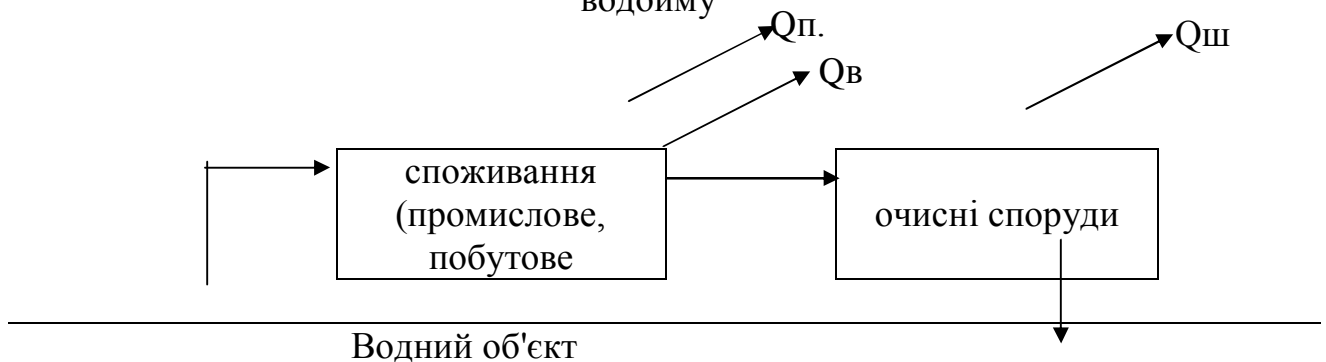 водойму
Qп.
Qш
Qв
споживання
(промислове,
побутове
очисні споруди
Водний об'єкт